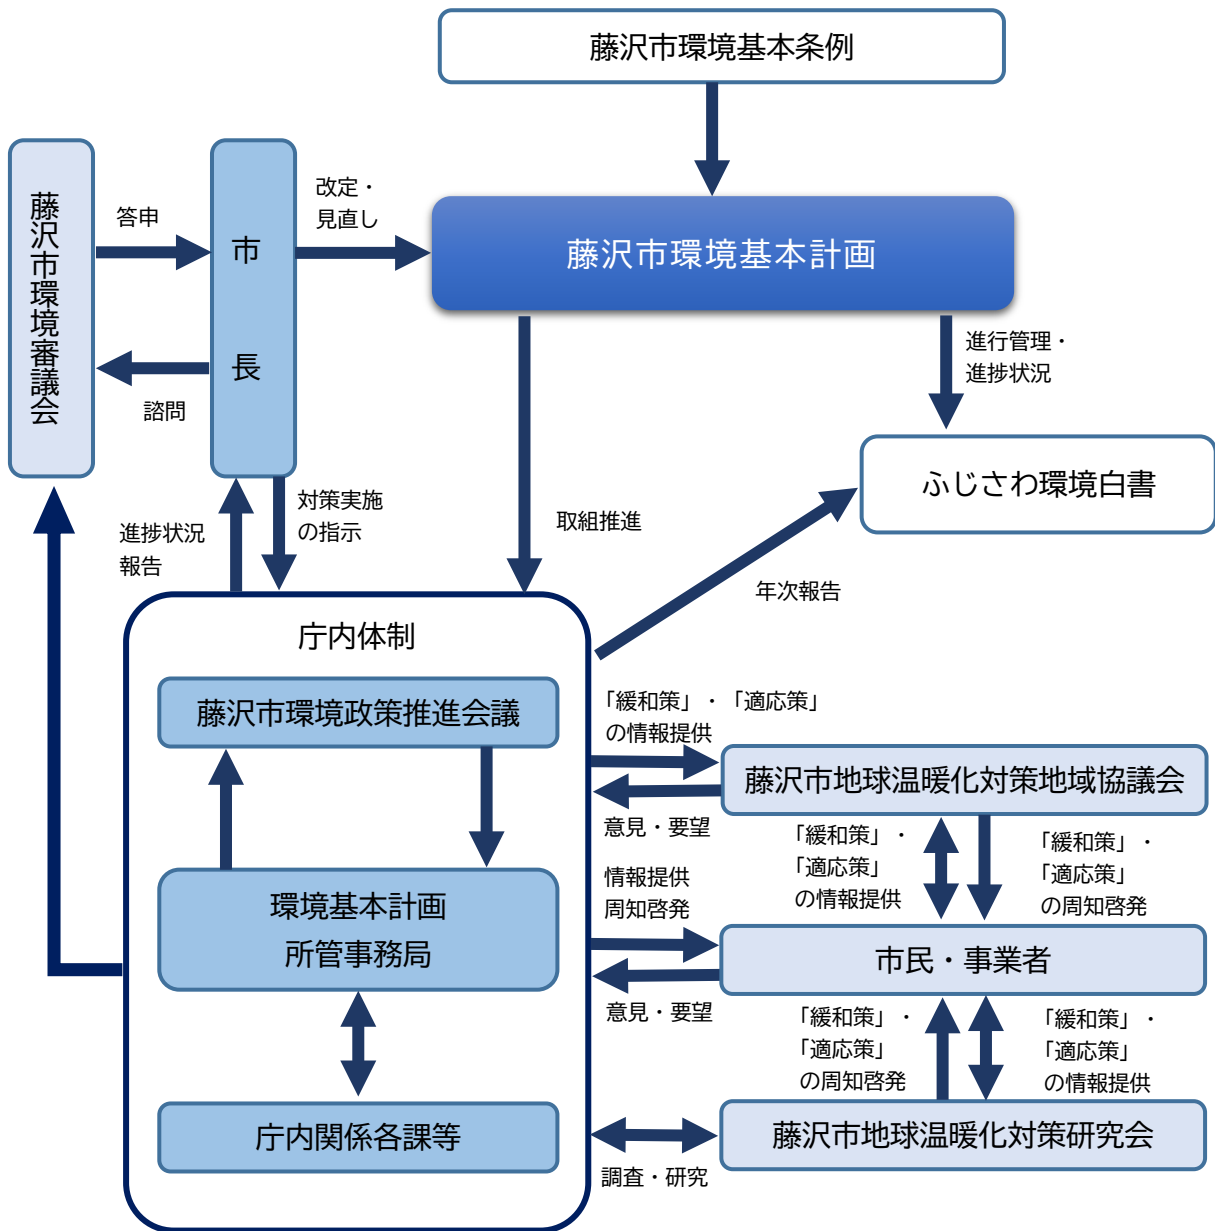 藤沢市環境基本条例
藤沢市環境審議会
答申
諮問
市長
改定・
見直し
藤沢市環境基本計画
進行管理・
進捗状況
ふじさわ環境白書
進捗状況
報告
対策実施
の指示
取組推進
年次報告
庁内体制
藤沢市環境政策推進会議
環境基本計画
所管事務局
庁内関係各課等
「緩和策」・「適応策」
の情報提供
意見・要望
藤沢市地球温暖化対策地域協議会
「緩和策」・
「適応策」
の情報提供
「緩和策」・
「適応策」
の周知啓発
情報提供
周知啓発
意見・要望
市民・事業者
「緩和策」・
「適応策」
の周知啓発
「緩和策」・
「適応策」
の情報提供
調査・研究
藤沢市地球温暖化対策研究会